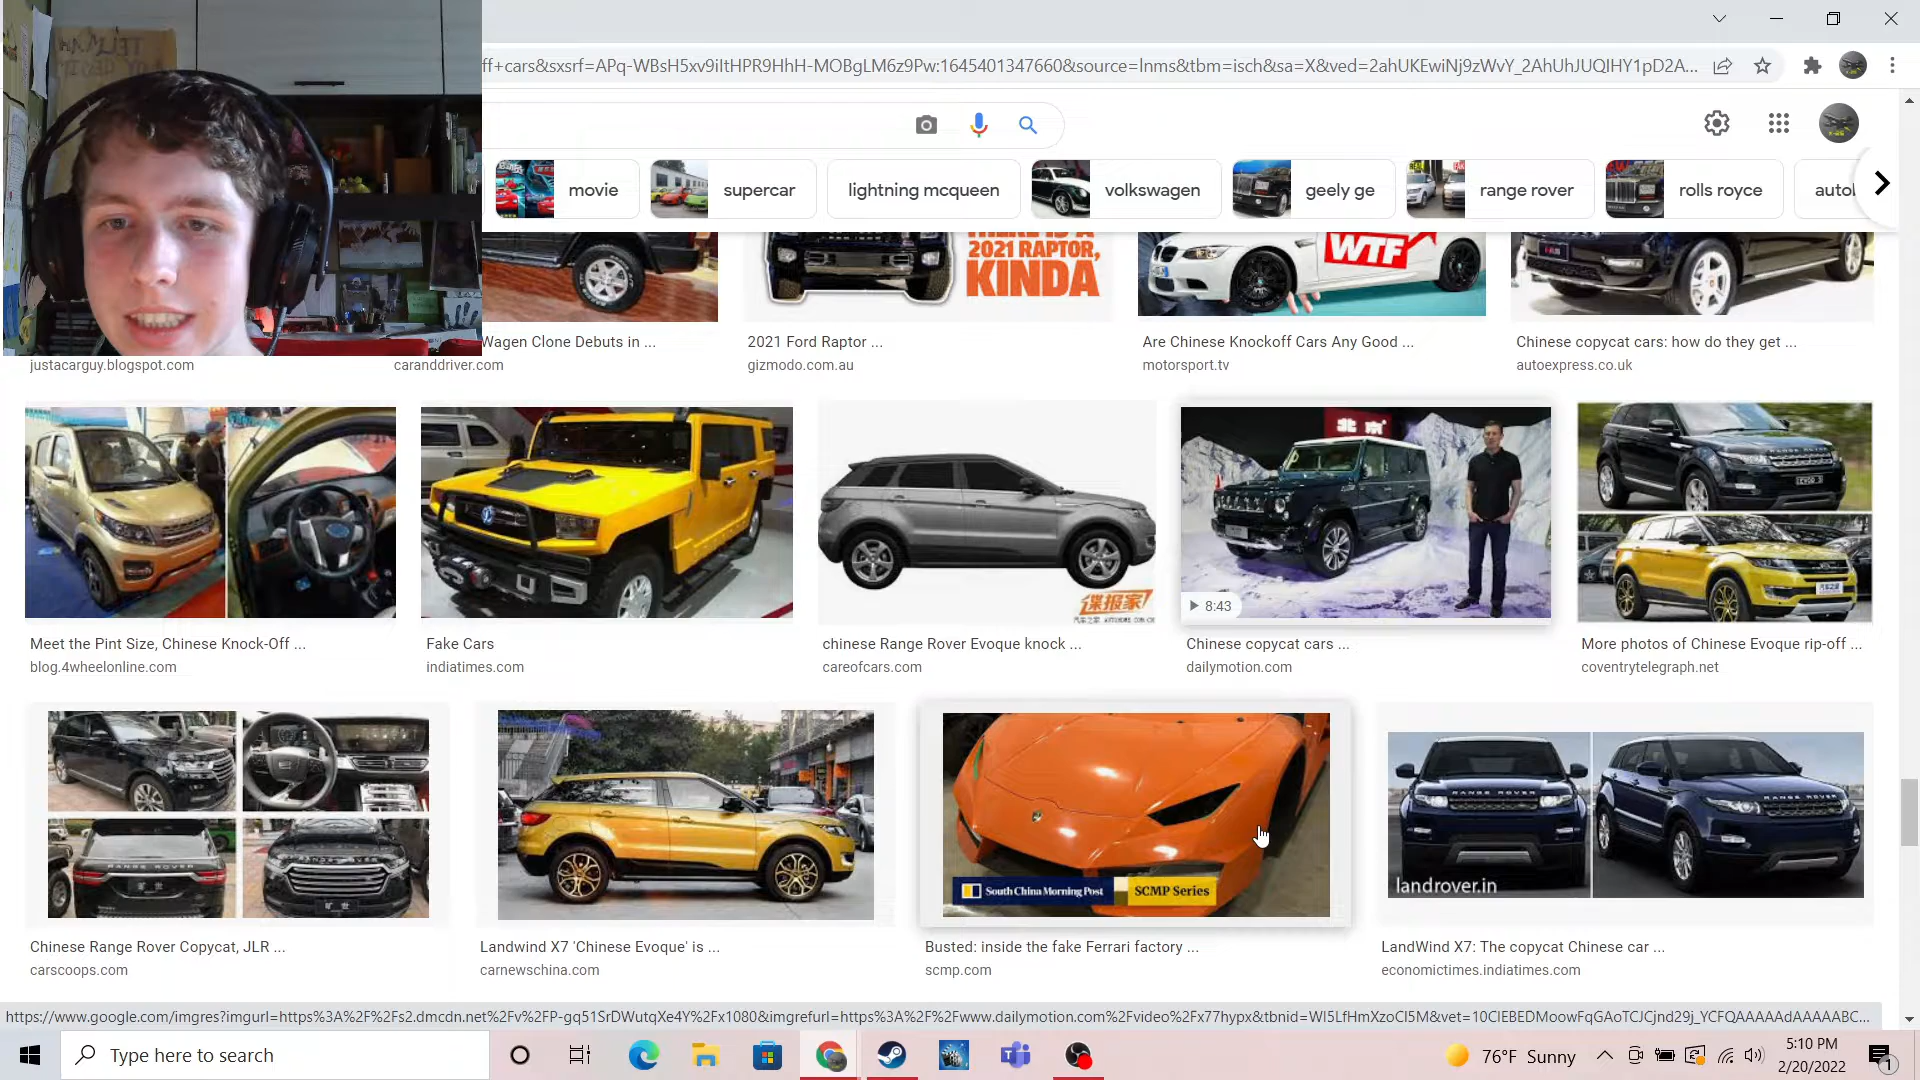 ff+cars&sxsrf=APq-WBsH5xv9iItHPR9HhH-MOBgLM6z9Pw:1645401347660&source=lnms&tbm=isch&sa=X&ved=2ahUKEwiNj9zWvY_2AhUhJUQIHY1pD2A...
movie
supercar
lightning mcqueen
volkswagen
geely ge
range rover
rolls royce
2021 RAPTOR,
KINDA
WTF
Wagen Clone Debuts in ...
2021 Ford Raptor ...
Are Chinese Knockoff Cars Any Good ...
Chinese copycat cars: how do they get ...
justacarguy.blogspot.com
caranddriver.com
gizmodo.com.au
motorsport.tv
autoexpress.co.uk
北京
谍报家!
8:43
Meet the Pint Size, Chinese Knock-Off ...
Fake Cars
chinese Range Rover Evoque knock ...
Chinese copycat cars ...
More photos of Chinese Evoque rip-off ...
blog.4wheelonline.com
indiatimes.com
careofcars.com
dailymotion.com
coventrytelegraph.net
RANGE ROVER
South China Morning Post
SCMP Series
landrover.in
Chinese Range Rover Copycat, JLR ...
Landwind X7 'Chinese Evoque' is ...
Busted: inside the fake Ferrari factory ...
LandWind X7: The copycat Chinese car ...
carscoops.com
carnewschina.com
scmp.com
economictimes.indiatimes.com
https://www.google.com/imgres?imgurl=https%3A%2F%2Fs2.dmcdn.net%2Fv%2FP-gq51SrDWutqXe4Y%2Fx1080&imgrefurl=https%3A%2F%2Fwww.dailymotion.com%2Fvideo%2Fx77hypx&tbnid=WI5LfHmXzoCI5M&vet=10CIEBEDMoowFqGAoTCJCjnd29j_YCFQAAAAAdAAAAABC...
Type here to search
76°F Sunny
5:10 PM
2/20/2022
1